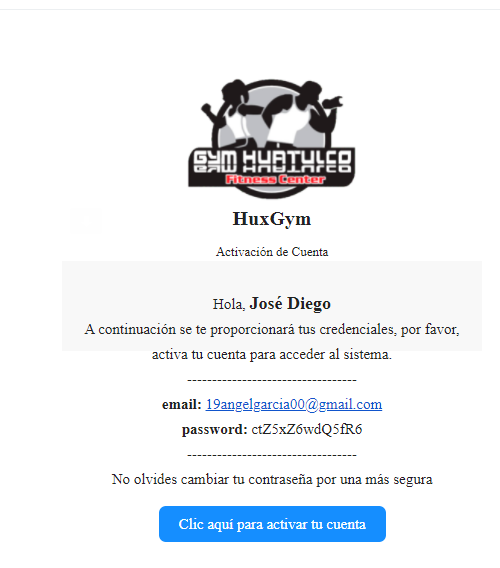 GYM HUATULCO
Fitness Center
HuxGym
Activación de Cuenta
Hola, José Diego
A continuación se te proporcionará tus credenciales, por favor,
activa tu cuenta para acceder al sistema.
----------------------------------
email: 19angelgarcia00@gmail.com
password: ctZ5xZ6wdQ5fR6
----------------------------------
No olvides cambiar tu contraseña por una más segura
Clic aquí para activar tu cuenta